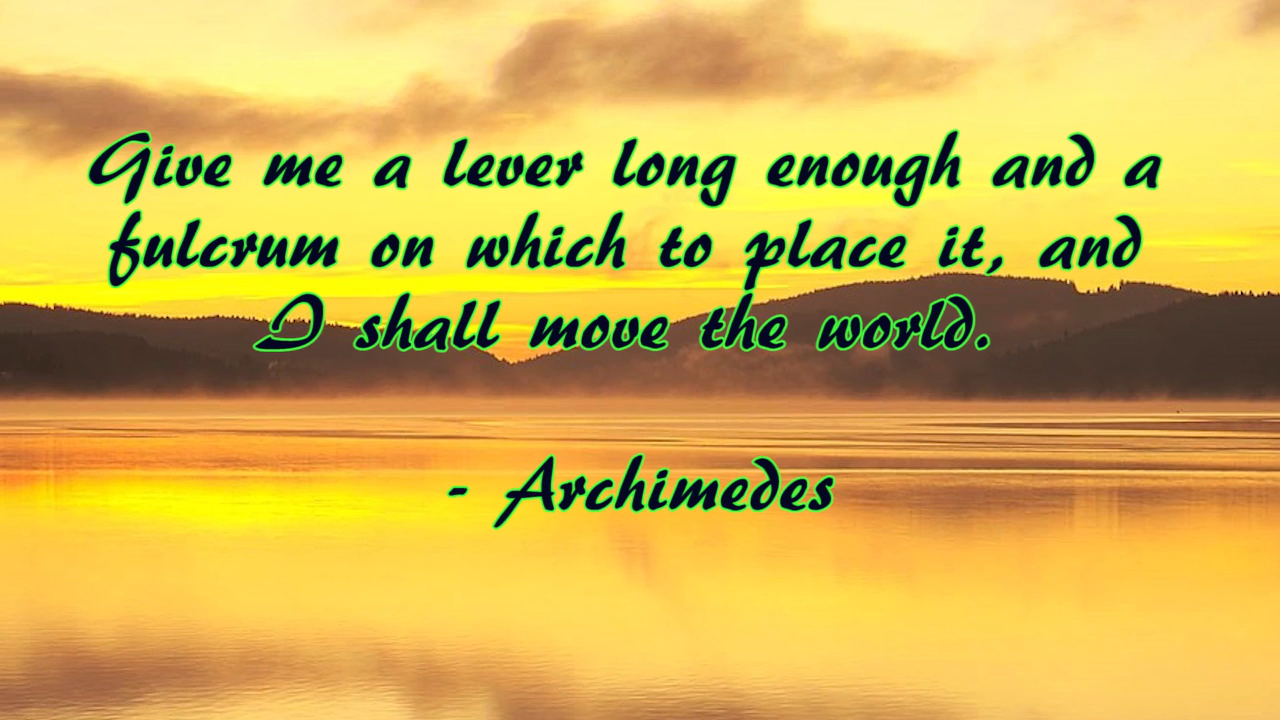 Give me a lever long enough and a
fulcrum on which to place it, and
I shall move the world.
- Archimedes